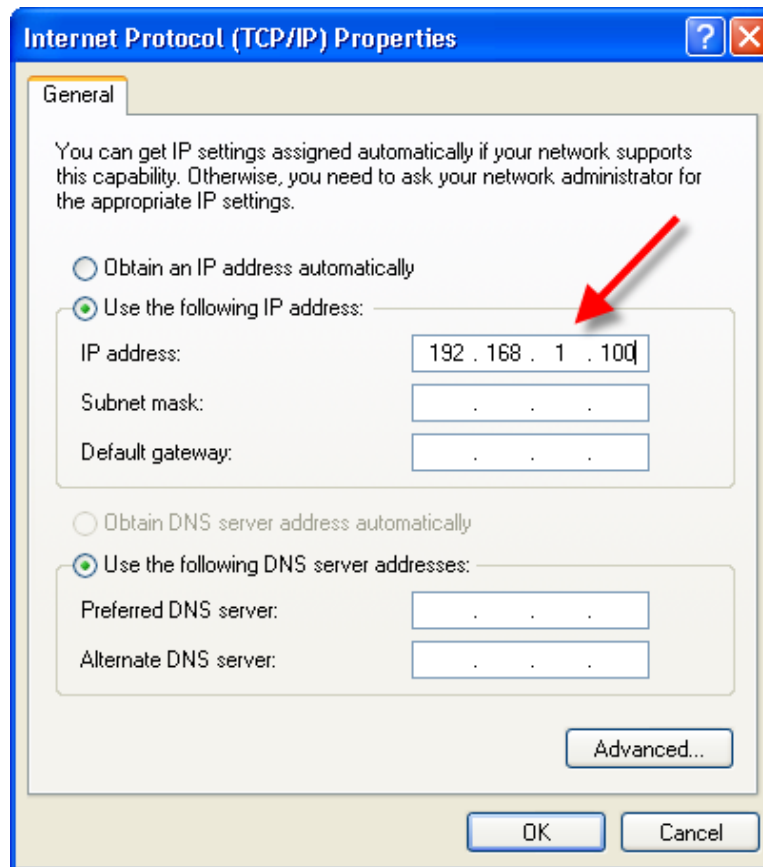 Internet Protocol (TCP/IP) Properties
General
You can get IP settings assigned automatically if your network supports
this capability. Otherwise, you need to ask your network administrator for
the appropriate IP settings.
Obtain an IP address automatically
Use the following IP address:
IP address: 192 . 168 . 1 . 100
Subnet mask: . . .
Default gateway: . . .
Obtain DNS server address automatically
Use the following DNS server addresses:
Preferred DNS server: . . .
Alternate DNS server: . . .
Advanced...
OK Cancel